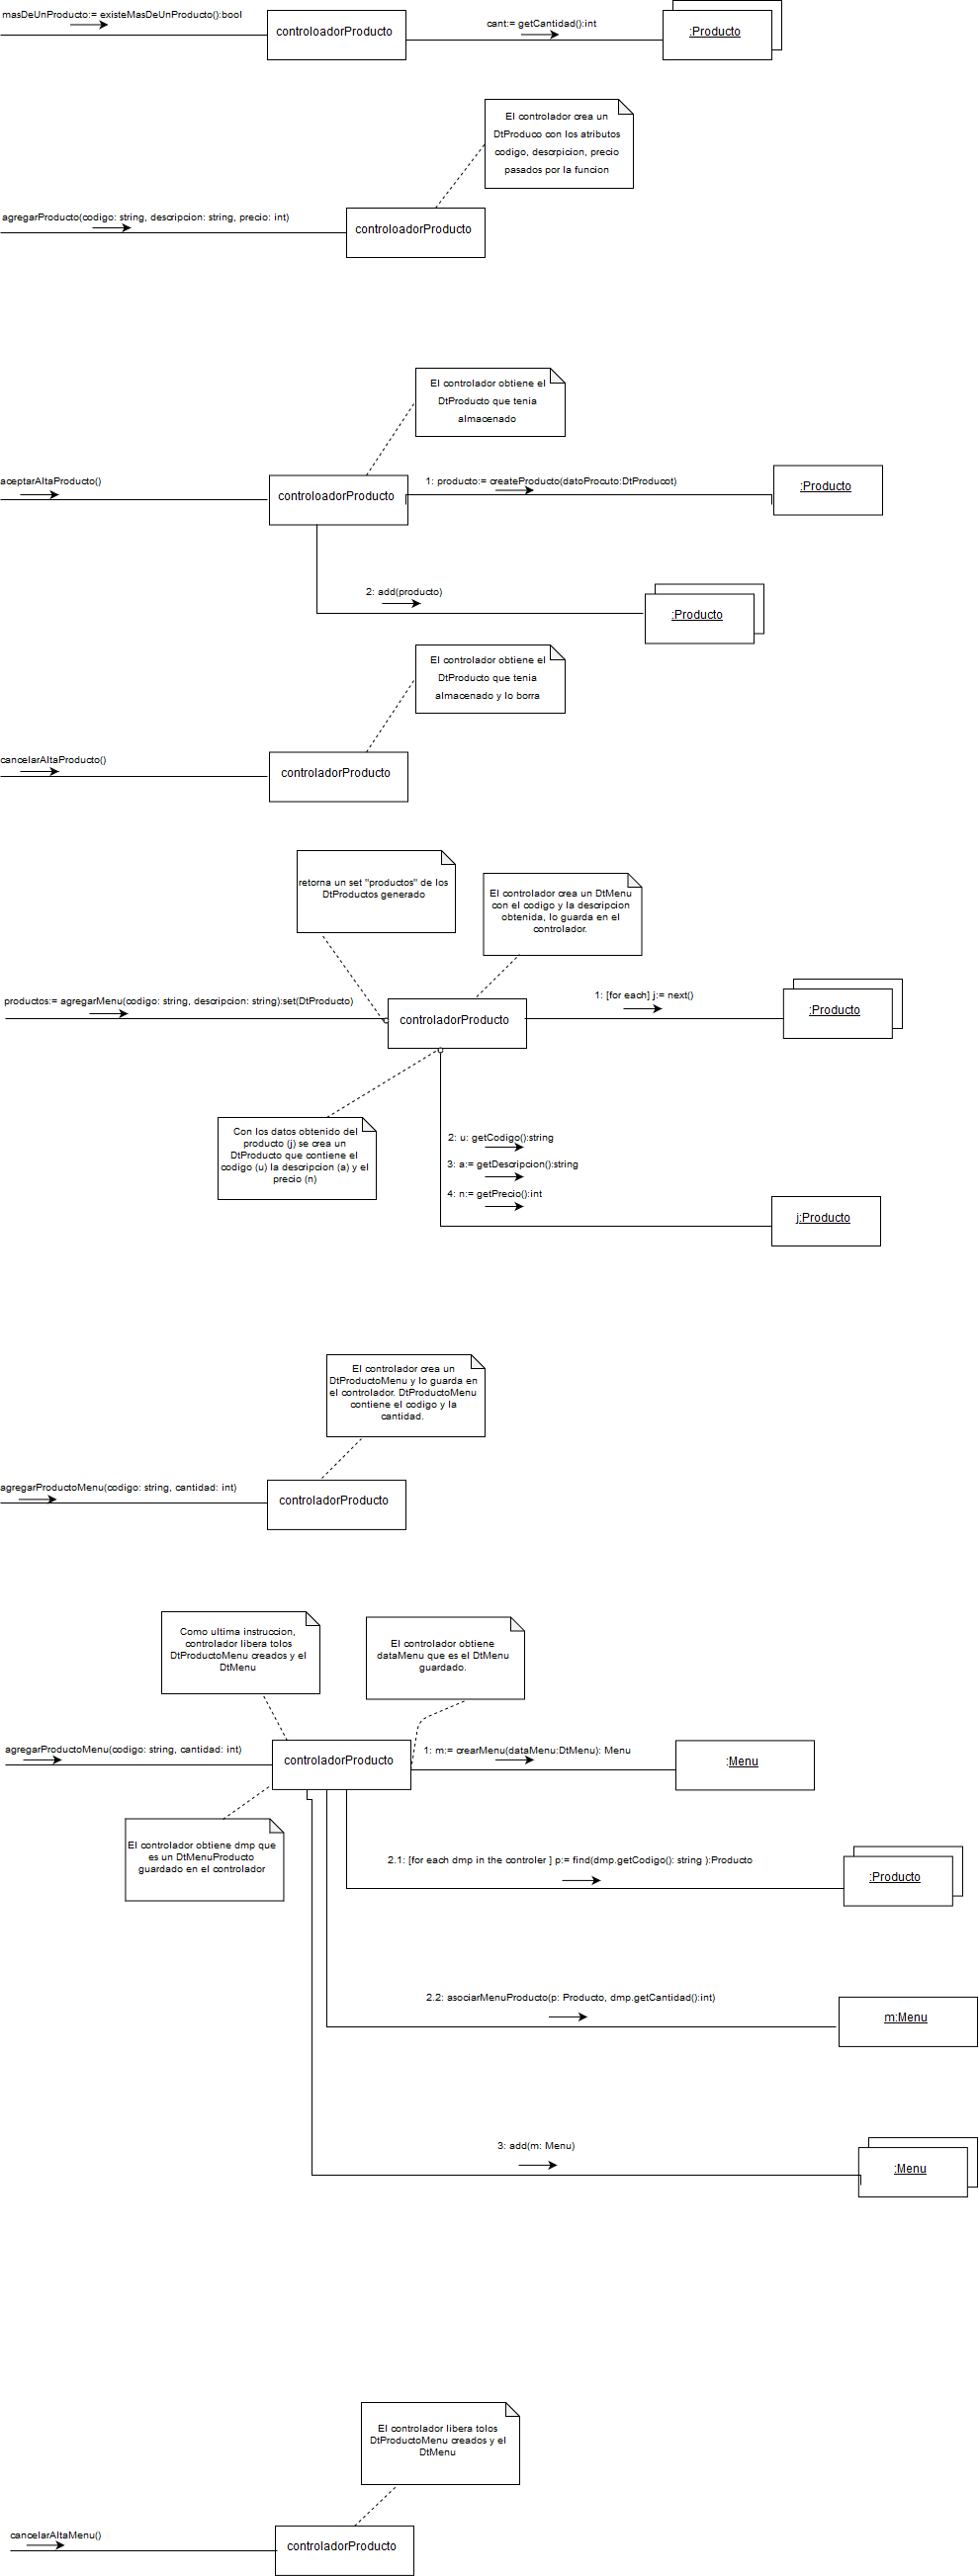 masDeUnProducto:= existeMasDeUnProducto():bool
controloadorProducto
cant:= getCantidad():int
:Producto
El controlador crea un
DtProduco con los atributos
codigo, descrpicion, precio
pasados por la funcion
agregarProducto(codigo: string, descripcion: string, precio: int)
controloadorProducto
El controlador obtiene el
DtProducto que tenia
almacenado
aceptarAltaProducto()
controloadorProducto
1: producto:= createProducto(datoProcuto:DtProducot)
:Producto
2: add(producto)
:Producto
El controlador obtiene el
DtProducto que tenia
almacenado y lo borra
cancelarAltaProducto()
controladorProducto
retorna un set "productos" de los
DtProductos generado
El controlador crea un DtMenu
con el codigo y la descripcion
obtenida, lo guarda en el
controlador.
productos:= agregarMenu(codigo: string, descripcion: string):set(DtProducto)
controladorProducto
1: [for each] j:= next()
:Producto
Con los datos obtenido del
producto (j) se crea un
DtProducto que contiene el
codigo (u) la descripcion (a) y el
precio (n)
2: u: getCodigo():string
3: a:= getDescripcion():string
4: n:= getPrecio():int
j:Producto
El controlador crea un
DtProductoMenu y lo guarda en
el controlador. DtProductoMenu
contiene el codigo y la
cantidad.
agregarProductoMenu(codigo: string, cantidad: int)
controladorProducto
Como ultima instruccion,
controlador libera tolos
DtProductoMenu creados y el
DtMenu
El controlador obtiene
dataMenu que es el DtMenu
guardado.
agregarProductoMenu(codigo: string, cantidad: int)
controladorProducto
1: m:= crearMenu(dataMenu:DtMenu): Menu
:Menu
El controlador obtiene dmp que
es un DtMenuProducto
guardado en el controlador
2.1: [for each dmp in the controler ] p:= find(dmp.getCodigo(): string ):Producto
:Producto
2.2: asociarMenuProducto(p: Producto, dmp.getCantidad():int)
m:Menu
3: add(m: Menu)
:Menu
El controlador libera tolos
DtProductoMenu creados y el
DtMenu
cancelarAltaMenu()
controladorProducto